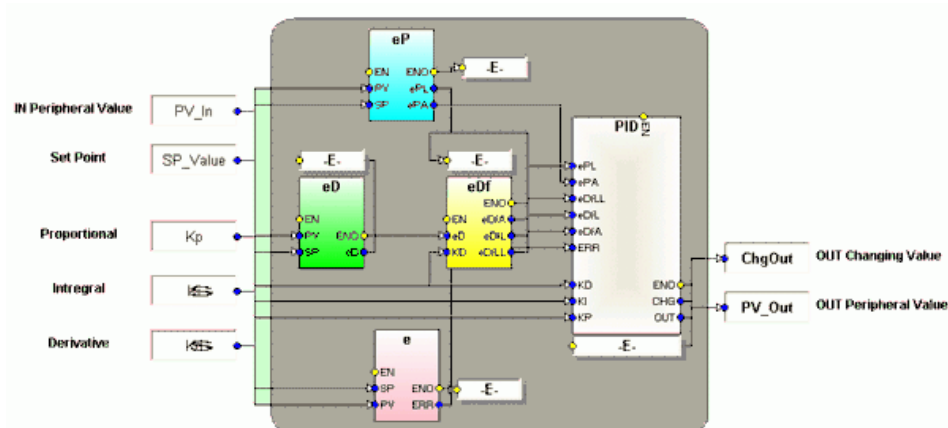 eP
EN ENO
PV ePL
SP ePA
-E-
IN Peripheral Value
PV_In
Set Point
SP_Value
Proportional
Kp
Intregral
Derivative
-E-
eD
EN
PV ENO
SP eD
-E-
eDf
ENO
EN eDfA
eD eDfL
KD eDfLL
PID
EN
ePL
ePA
eDfLL
eDfL
eDfA
ERR
KD ENO
KI CHG
KP OUT
-E-
e
EN
SP ENO
PV ERR
-E-
ChgOut
OUT Changing Value
PV_Out
OUT Peripheral Value